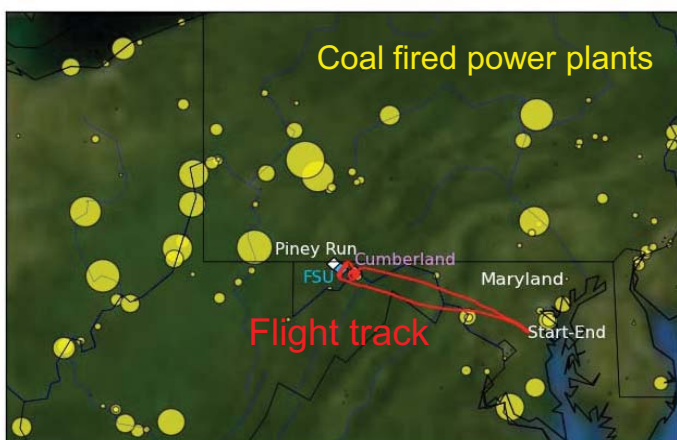 Coal fired power plants
Piney Run
Cumberland
FSU
Maryland
Flight track
Start-End